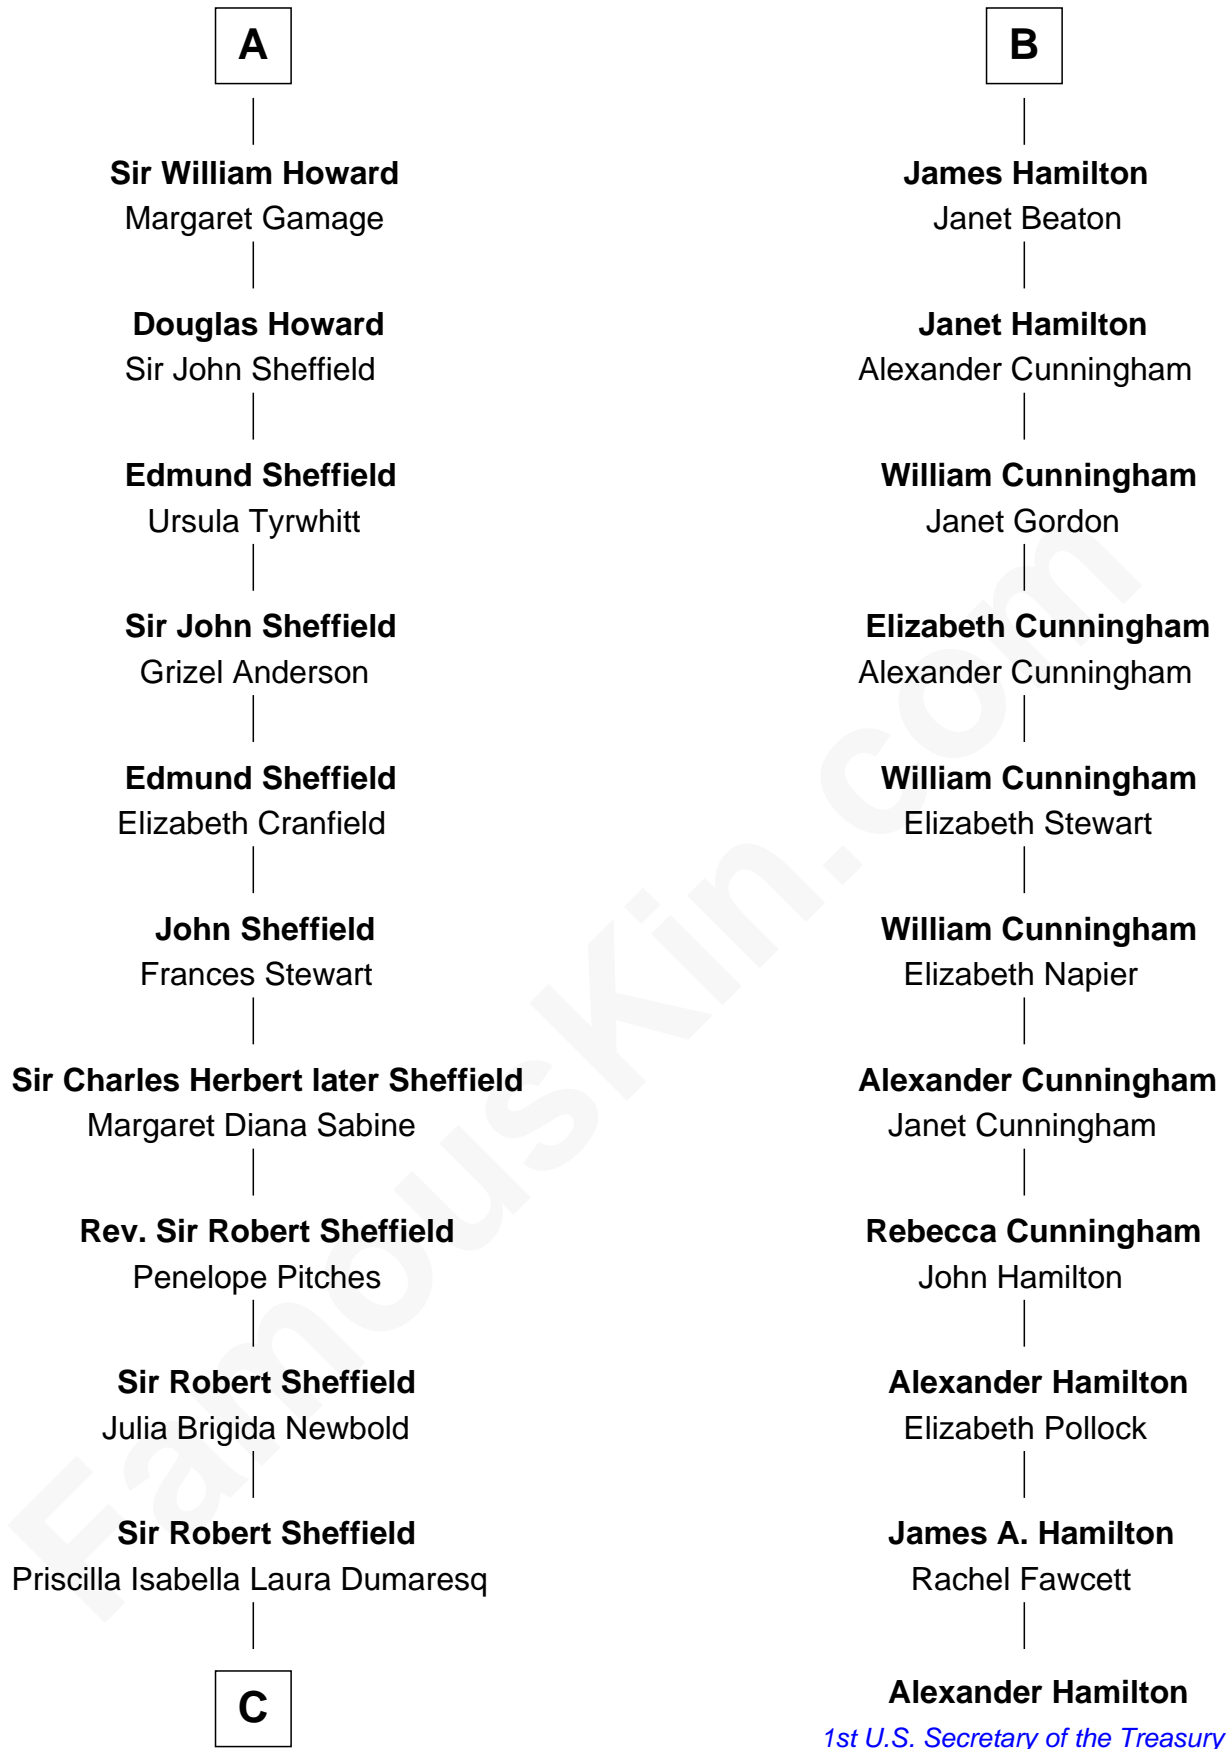 A
Sir William Howard
Margaret Gamage
Douglas Howard
Sir John Sheffield
Edmund Sheffield
Ursula Tyrwhitt
Sir John Sheffield
Grizel Anderson
Edmund Sheffield
Elizabeth Cranfield
John Sheffield
Frances Stewart
Sir Charles Herbert later Sheffield
Margaret Diana Sabine
Rev. Sir Robert Sheffield
Penelope Pitches
Sir Robert Sheffield
Julia Brigida Newbold
Sir Robert Sheffield
Priscilla Isabella Laura Dumaresq
C
B
James Hamilton
Janet Beaton
Janet Hamilton
Alexander Cunningham
William Cunningham
Janet Gordon
Elizabeth Cunningham
Alexander Cunningham
William Cunningham
Elizabeth Stewart
William Cunningham
Elizabeth Napier
Alexander Cunningham
Janet Cunningham
Rebecca Cunningham
John Hamilton
Alexander Hamilton
Elizabeth Pollock
James A. Hamilton
Rachel Fawcett
Alexander Hamilton
1st U.S. Secretary of the Treasury
FamousKin.com